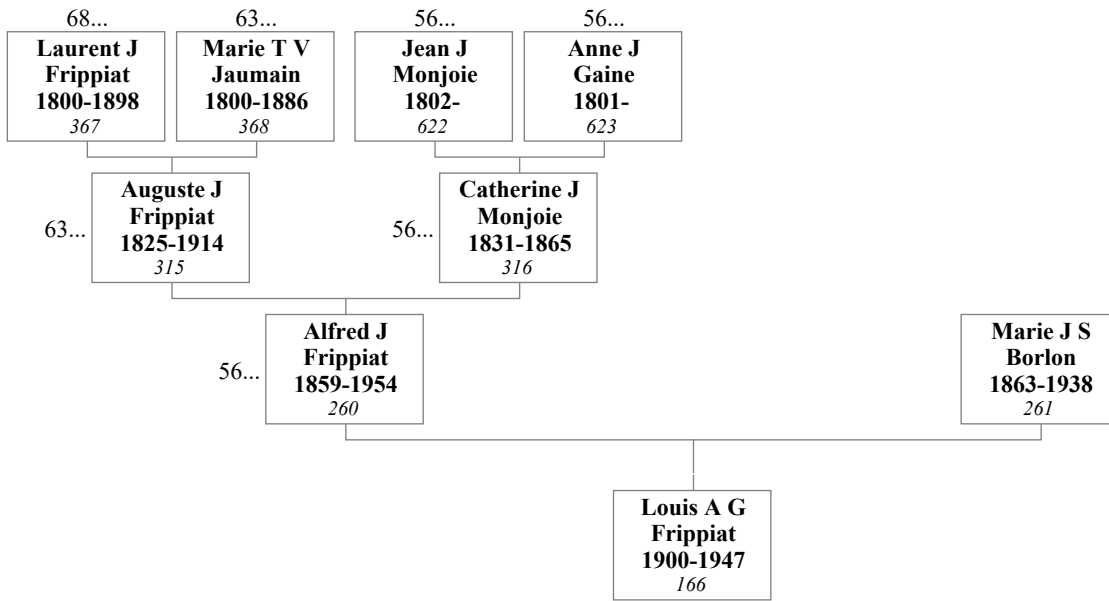 68...
63...
56...
56...
Laurent J
Frippiat
1800-1898
367
Marie T V
Jaumain
1800-1886
368
Jean J
Monjoie
1802-
622
Anne J
Gaine
1801-
623
63...
Auguste J
Frippiat
1825-1914
315
56...
Catherine J
Monjoie
1831-1865
316
56...
Alfred J
Frippiat
1859-1954
260
Marie J S
Borlon
1863-1938
261
Louis A G
Frippiat
1900-1947
166